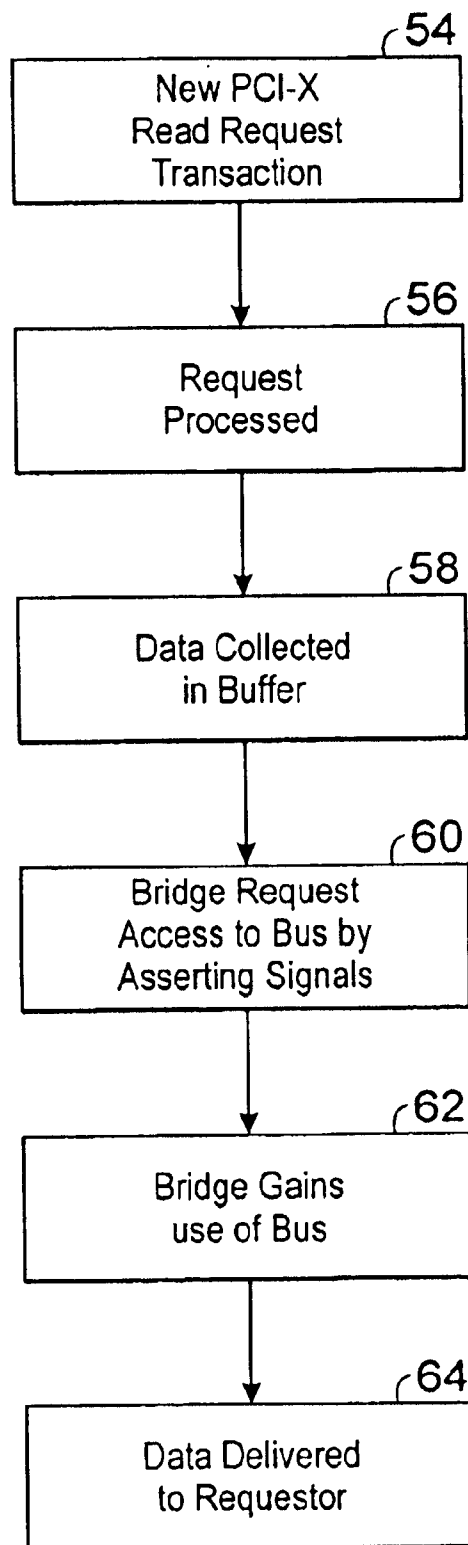 54
New PCI-X
Read Request
Transaction
56
Request
Processed
58
Data Collected
in Buffer
60
Bridge Request
Access to Bus by
Asserting Signals
62
Bridge Gains
use of Bus
64
Data Delivered
to Requestor